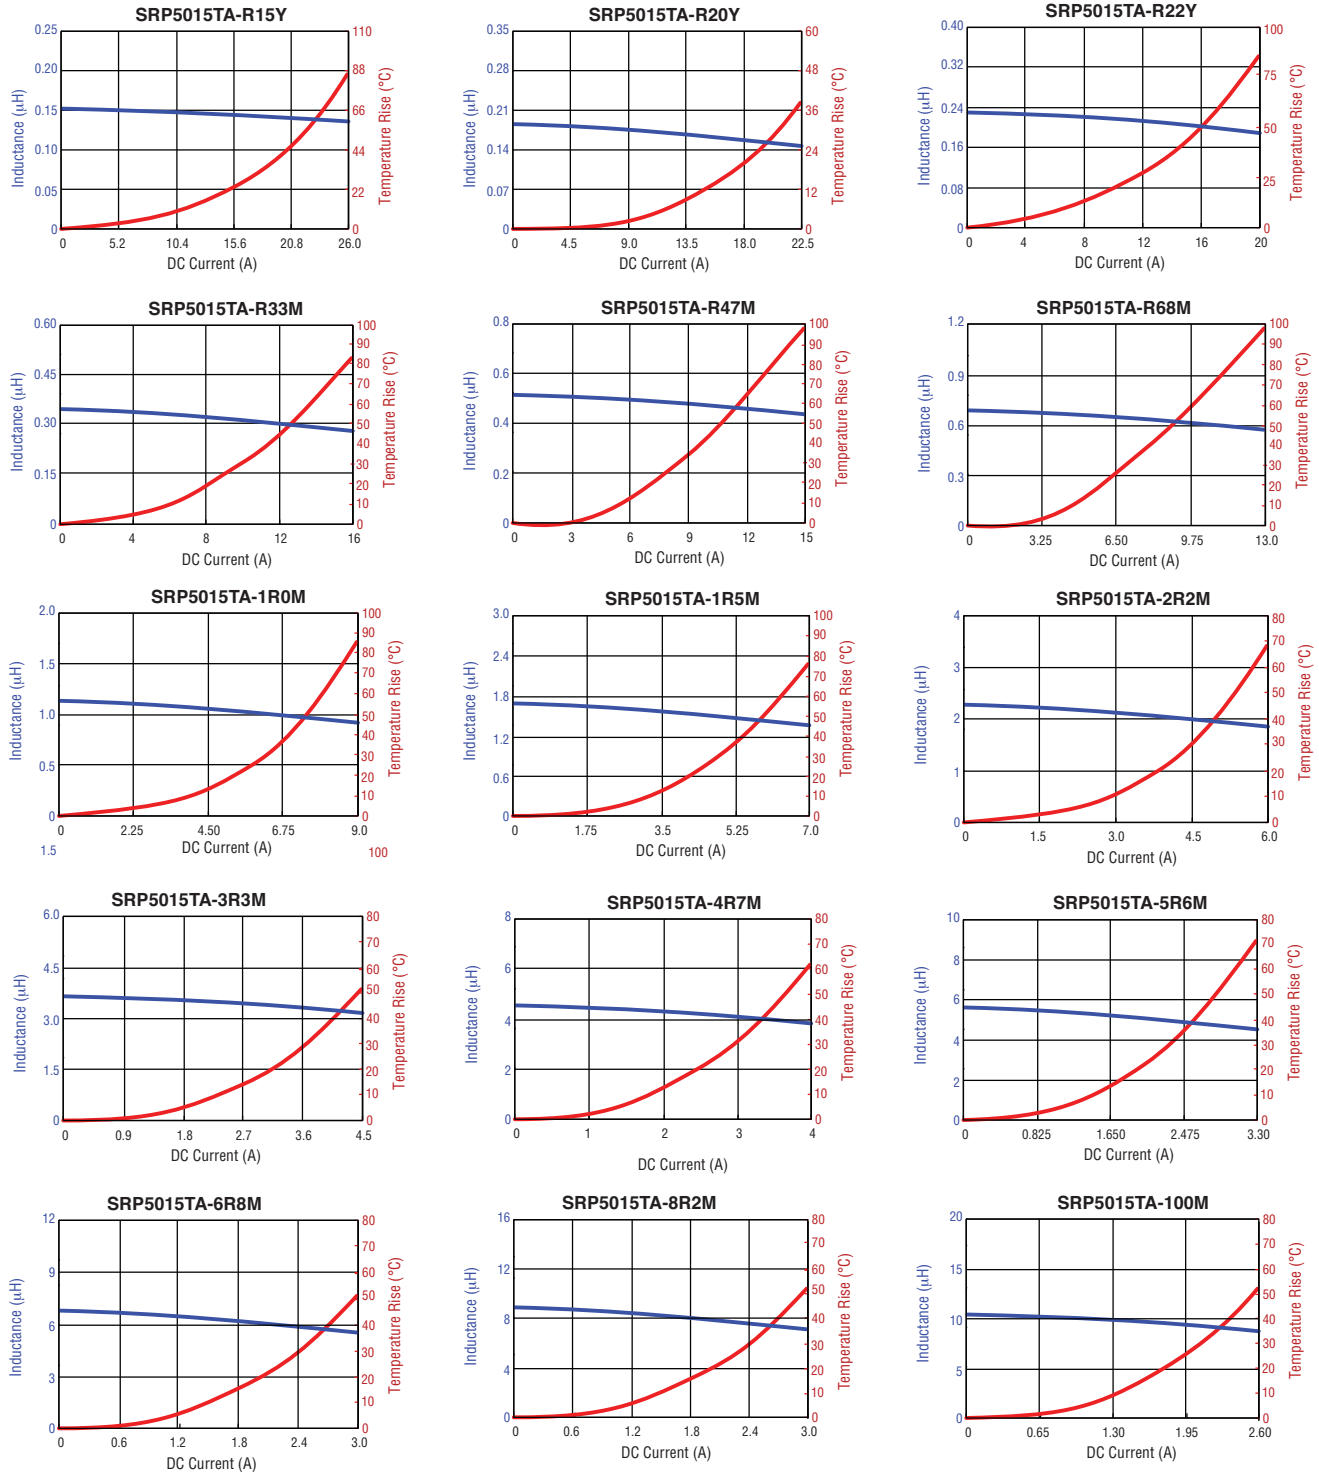 SRP5015TA-R15Y
Inductance (µH)
0.25
0.20
0.15
0.10
0.05
0
110
88
66
44
22
0
Temperature Rise (°C)
0 5.2 10.4 15.6 20.8 26.0
DC Current (A)
SRP5015TA-R20Y
Inductance (µH)
0.35
0.28
0.21
0.14
0.07
0
60
48
36
24
12
0
Temperature Rise (°C)
0 4.5 9.0 13.5 18.0 22.5
DC Current (A)
SRP5015TA-R22Y
Inductance (µH)
0.40
0.32
0.24
0.16
0.08
0
100
75
50
25
0
Temperature Rise (°C)
0 4 8 12 16 20
DC Current (A)
SRP5015TA-R33M
Inductance (µH)
0.60
0.45
0.30
0.15
0
100
90
80
70
60
50
40
30
20
10
0
Temperature Rise (°C)
0 4 8 12 16
DC Current (A)
SRP5015TA-R47M
Inductance (µH)
0.8
0.6
0.4
0.2
0
100
90
80
70
60
50
40
30
20
10
0
Temperature Rise (°C)
0 3 6 9 12 15
DC Current (A)
SRP5015TA-R68M
Inductance (µH)
1.2
0.9
0.6
0.3
0
100
90
80
70
60
50
40
30
20
10
0
Temperature Rise (°C)
0 3.25 6.50 9.75 13.0
DC Current (A)
SRP5015TA-1R0M
Inductance (µH)
2.0
1.5
1.0
0.5
0
100
90
80
70
60
50
40
30
20
10
0
Temperature Rise (°C)
0 2.25 4.50 6.75 9.0
DC Current (A)
1.5 100
SRP5015TA-1R5M
Inductance (µH)
3.0
2.4
1.8
1.2
0.6
0
100
90
80
70
60
50
40
30
20
10
0
Temperature Rise (°C)
0 1.75 3.5 5.25 7.0
DC Current (A)
SRP5015TA-2R2M
Inductance (µH)
4
3
2
1
0
80
70
60
50
40
30
20
10
0
Temperature Rise (°C)
0 1.5 3.0 4.5 6.0
DC Current (A)
SRP5015TA-3R3M
Inductance (µH)
6.0
4.5
3.0
1.5
0
80
70
60
50
40
30
20
10
0
Temperature Rise (°C)
0 0.9 1.8 2.7 3.6 4.5
DC Current (A)
SRP5015TA-4R7M
Inductance (µH)
8
6
4
2
0
80
70
60
50
40
30
20
10
0
Temperature Rise (°C)
0 1 2 3 4
DC Current (A)
SRP5015TA-5R6M
Inductance (µH)
10
8
6
4
2
0
80
70
60
50
40
30
20
10
0
Temperature Rise (°C)
0 0.825 1.650 2.475 3.30
DC Current (A)
SRP5015TA-6R8M
Inductance (µH)
12
9
6
3
0
80
70
60
50
40
30
20
10
0
Temperature Rise (°C)
0 0.6 1.2 1.8 2.4 3.0
DC Current (A)
SRP5015TA-8R2M
Inductance (µH)
16
12
8
4
0
80
70
60
50
40
30
20
10
0
Temperature Rise (°C)
0 0.6 1.2 1.8 2.4 3.0
DC Current (A)
SRP5015TA-100M
Inductance (µH)
20
15
10
5
0
80
70
60
50
40
30
20
10
0
Temperature Rise (°C)
0 0.65 1.30 1.95 2.60
DC Current (A)